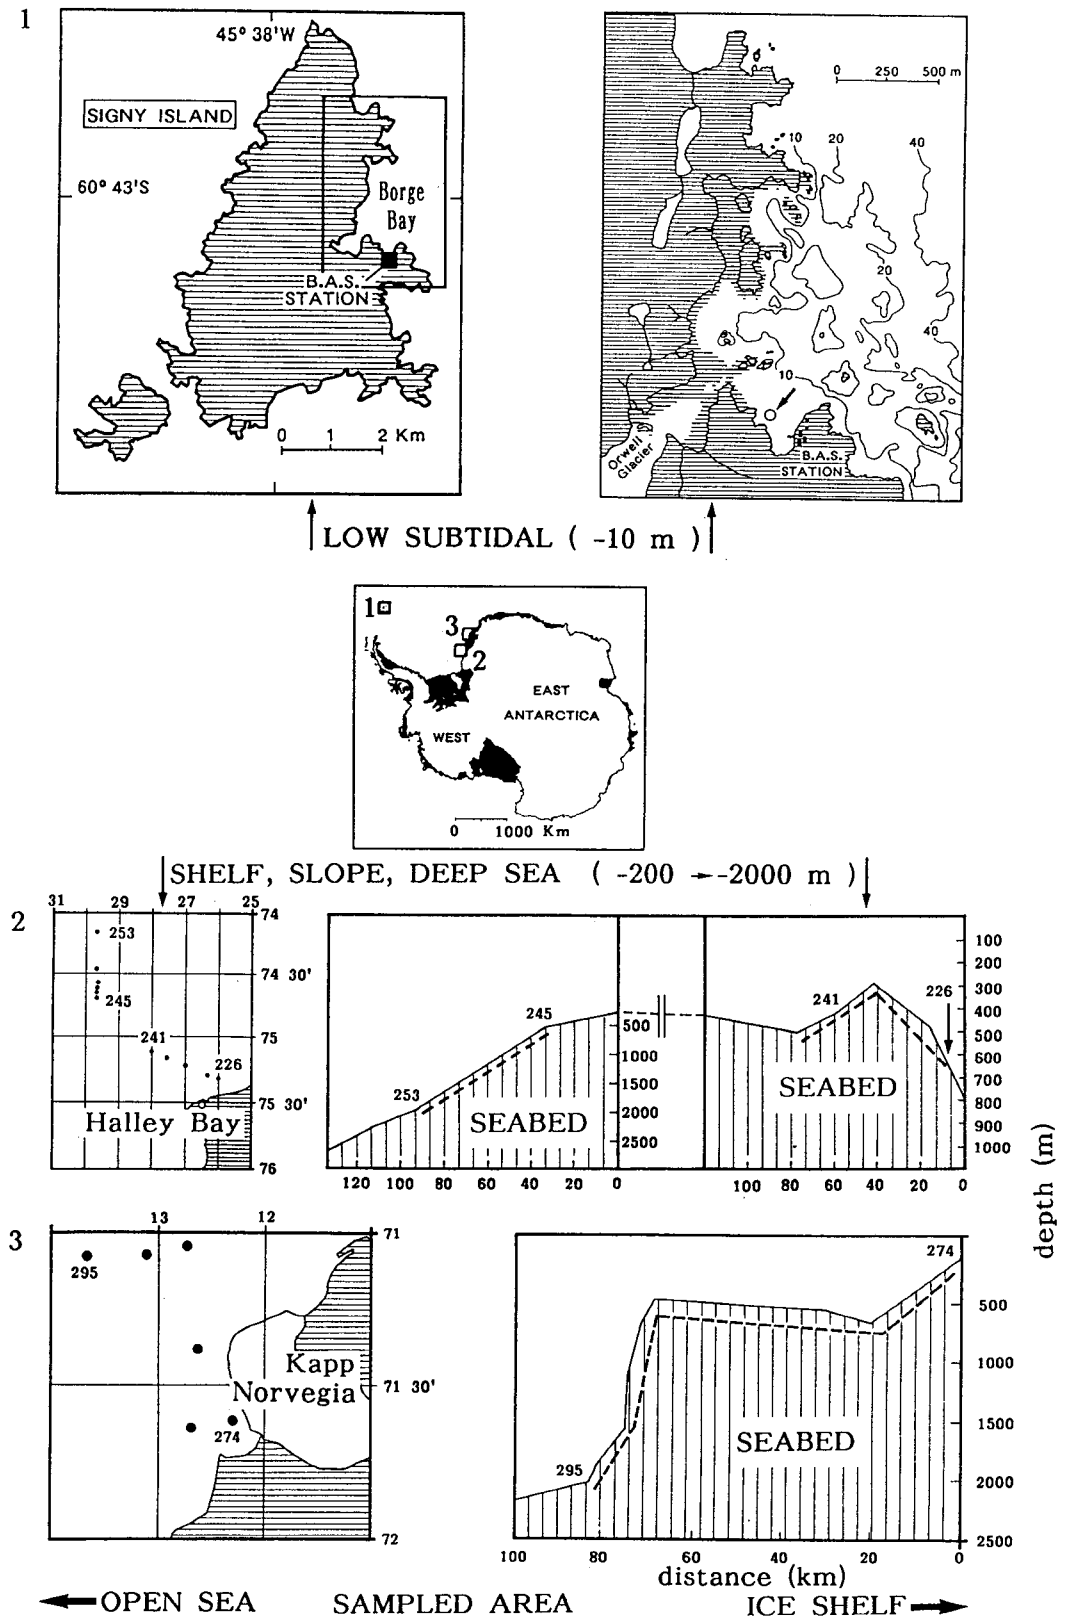 1
45° 38'W
SIGNY ISLAND
60° 43'S
Borge
Bay
B.A.S.
STATION
0 1 2 Km
0 250 500 m
10 20 40
20
40
10
Orwell
Glacier
B.A.S.
STATION
LOW SUBTIDAL ( -10 m )
1
3
2
EAST
ANTARCTICA
WEST
0 1000 Km
SHELF, SLOPE, DEEP SEA ( -200 → -2000 m )
2
31 29 27 25
74
253
74 30'
245
75
241
226
75 30'
Halley Bay
76
245
253
SEABED
500
1000
1500
2000
2500
120 100 80 60 40 20 0
241
226
SEABED
100
200
300
400
500
600
700
800
900
1000
100 80 60 40 20 0
depth (m)
3
13 12
71
295
Kapp
Norvegia
71 30'
274
72
274
295
SEABED
500
1000
1500
2000
2500
100 80 60 40 20 0
distance (km)
OPEN SEA SAMPLED AREA ICE SHELF